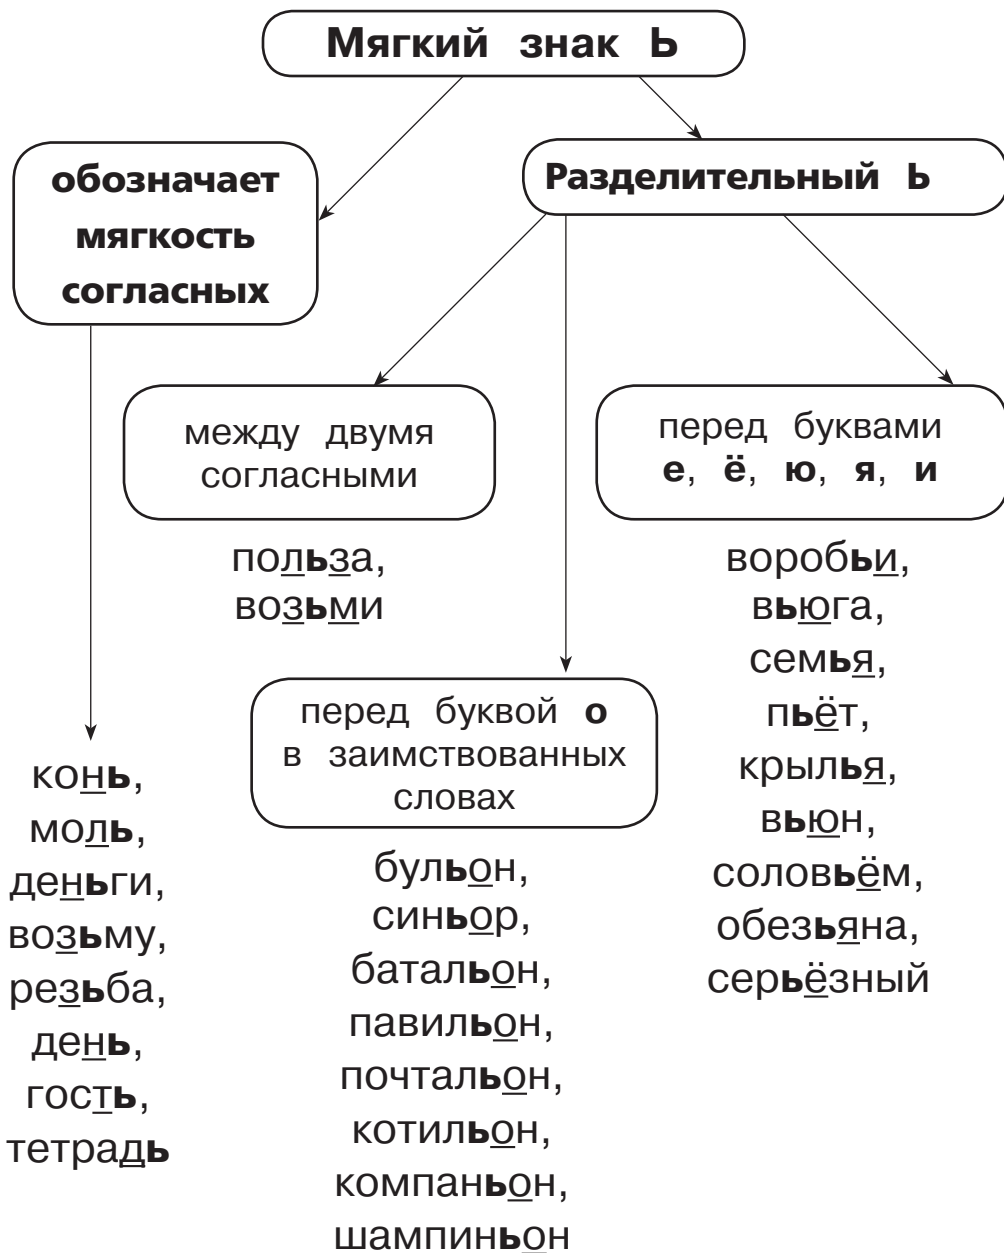 Мягкий знак Ь
обозначает
мягкость
согласных
Разделительный Ь
между двумя
согласными
перед буквами
е, ё, ю, я, и
польза,
возьми
воробьи,
вьюга,
семья,
пьёт,
крылья,
вьюн,
соловьём,
обезьяна,
серьёзный
перед буквой о
в заимствованных
словах
конь,
моль,
деньги,
возьму,
резьба,
день,
гость,
тетрадь
бульон,
синьор,
батальон,
павильон,
почтальон,
котильон,
компаньон,
шампиньон